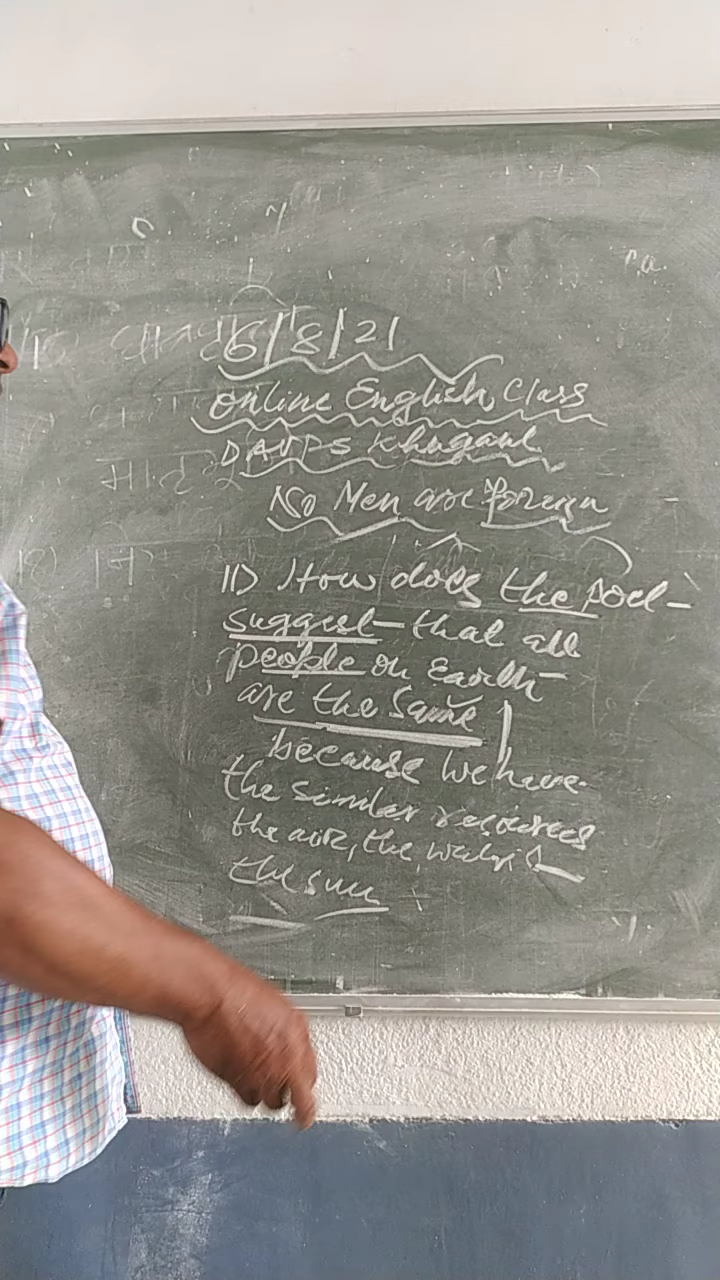 6/8/21
Online English Class
DAVPS Khagaul
No Men are foreign
11) How does the poet
suggest that all
people on Earth
are the same
because we have
the similar resources
the air, the water &
the sun